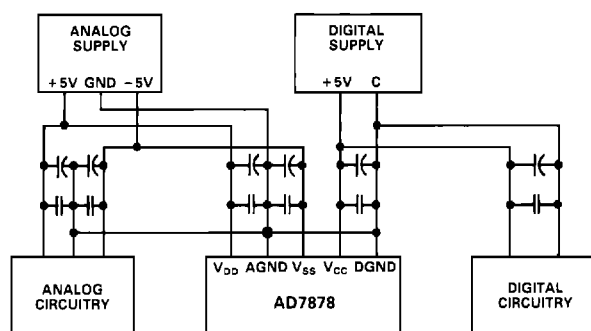 ANALOG
SUPPLY
+5V GND −5V
DIGITAL
SUPPLY
+5V C
ANALOG
CIRCUITRY
VDD AGND VSS VCC DGND
AD7878
DIGITAL
CIRCUITRY